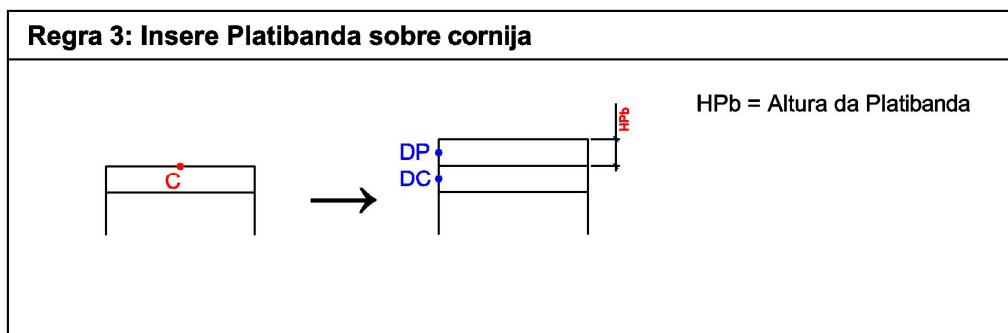 Regra 3: Insere Platibanda sobre cornija
HPb = Altura da Platibanda
HPb
DP
C
DC